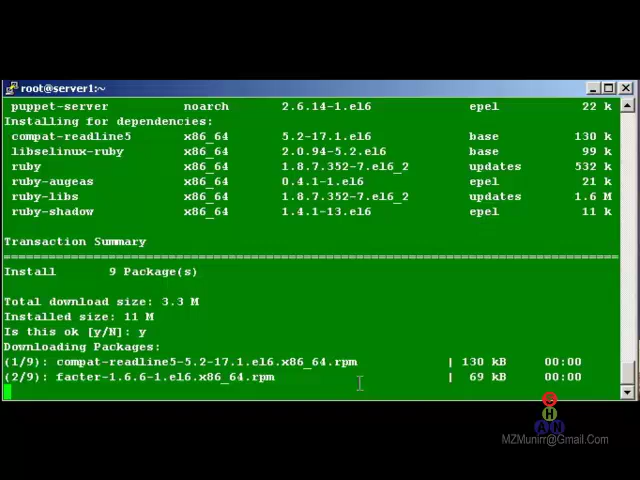 root@server1:~
puppet-server noarch 2.6.14-1.el6 epel 22 k
Installing for dependencies:
compat-readline5 x86_64 5.2-17.1.el6 base 130 k
libselinux-ruby x86_64 2.0.94-5.2.el6 base 99 k
ruby x86_64 1.8.7.352-7.el6_2 updates 532 k
ruby-augeas x86_64 0.4.1-1.el6 epel 21 k
ruby-libs x86_64 1.8.7.352-7.el6_2 updates 1.6 M
ruby-shadow x86_64 1.4.1-13.el6 epel 11 k
Transaction Summary
================================================================================
Install 9 Package(s)
Total download size: 3.3 M
Installed size: 11 M
Is this ok [y/N]: y
Downloading Packages:
(1/9): compat-readline5-5.2-17.1.el6.x86_64.rpm | 130 kB 00:00
(2/9): facter-1.6.6-1.el6.x86_64.rpm | 69 kB 00:00
G
H
A N
MZMunirr@Gmail.Com